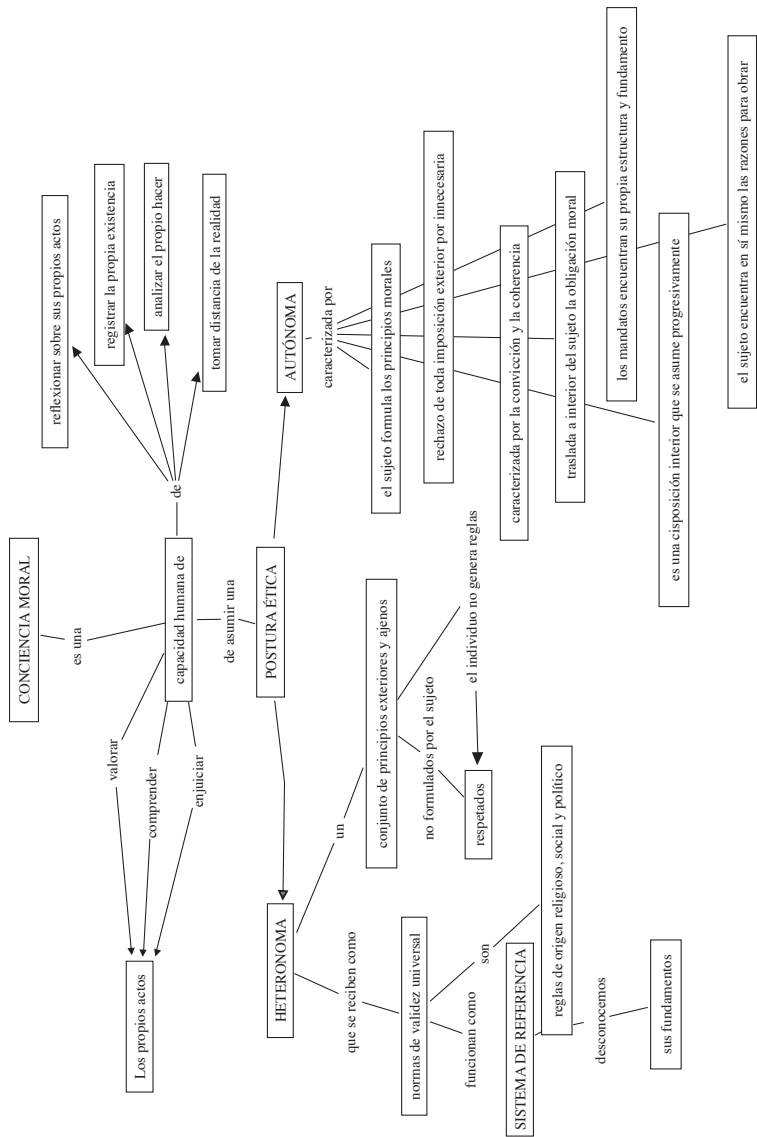 CONCIENCIA MORAL
es una
capacidad humana de
valorar
comprender
enjuiciar
Los propios actos
de
reflexionar sobre sus propios actos
registrar la propia existencia
analizar el propio hacer
tomar distancia de la realidad
de asumir una
POSTURA ÉTICA
HETERONOMA
que se reciben como
normas de validez universal
funcionan como
SISTEMA DE REFERENCIA
son
reglas de origen religioso, social y político
desconocemos
sus fundamentos
un
conjunto de principios exteriores y ajenos
no formulados por el sujeto
el individuo no genera reglas
respetados
AUTÓNOMA
caracterizada por
el sujeto formula los principios morales
rechazo de toda imposición exterior por innecesaria
caracterizada por la convicción y la coherencia
traslada a interior del sujeto la obligación moral
los mandatos encuentran su propia estructura y fundamento
es una cisposición interior que se asume progresivamente
el sujeto encuentra en sí mismo las razones para obrar